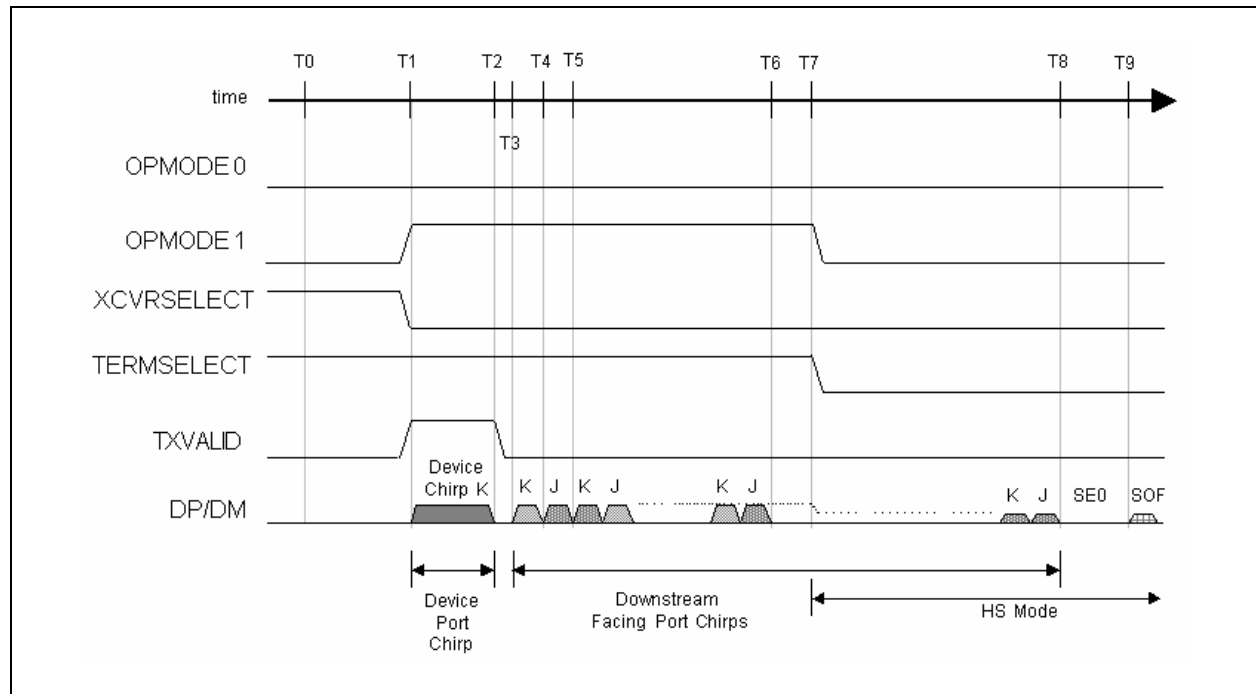 T0 T1 T2 T4 T5 T6 T7 T8 T9
time
T3
OPMODE 0
OPMODE 1
XCVRSELECT
TERMSELECT
TXVALID
Device
Chirp K
K J K J K J K J SE0 SOF
DP/DM
Device
Port
Chirp
Downstream
Facing Port Chirps
HS Mode